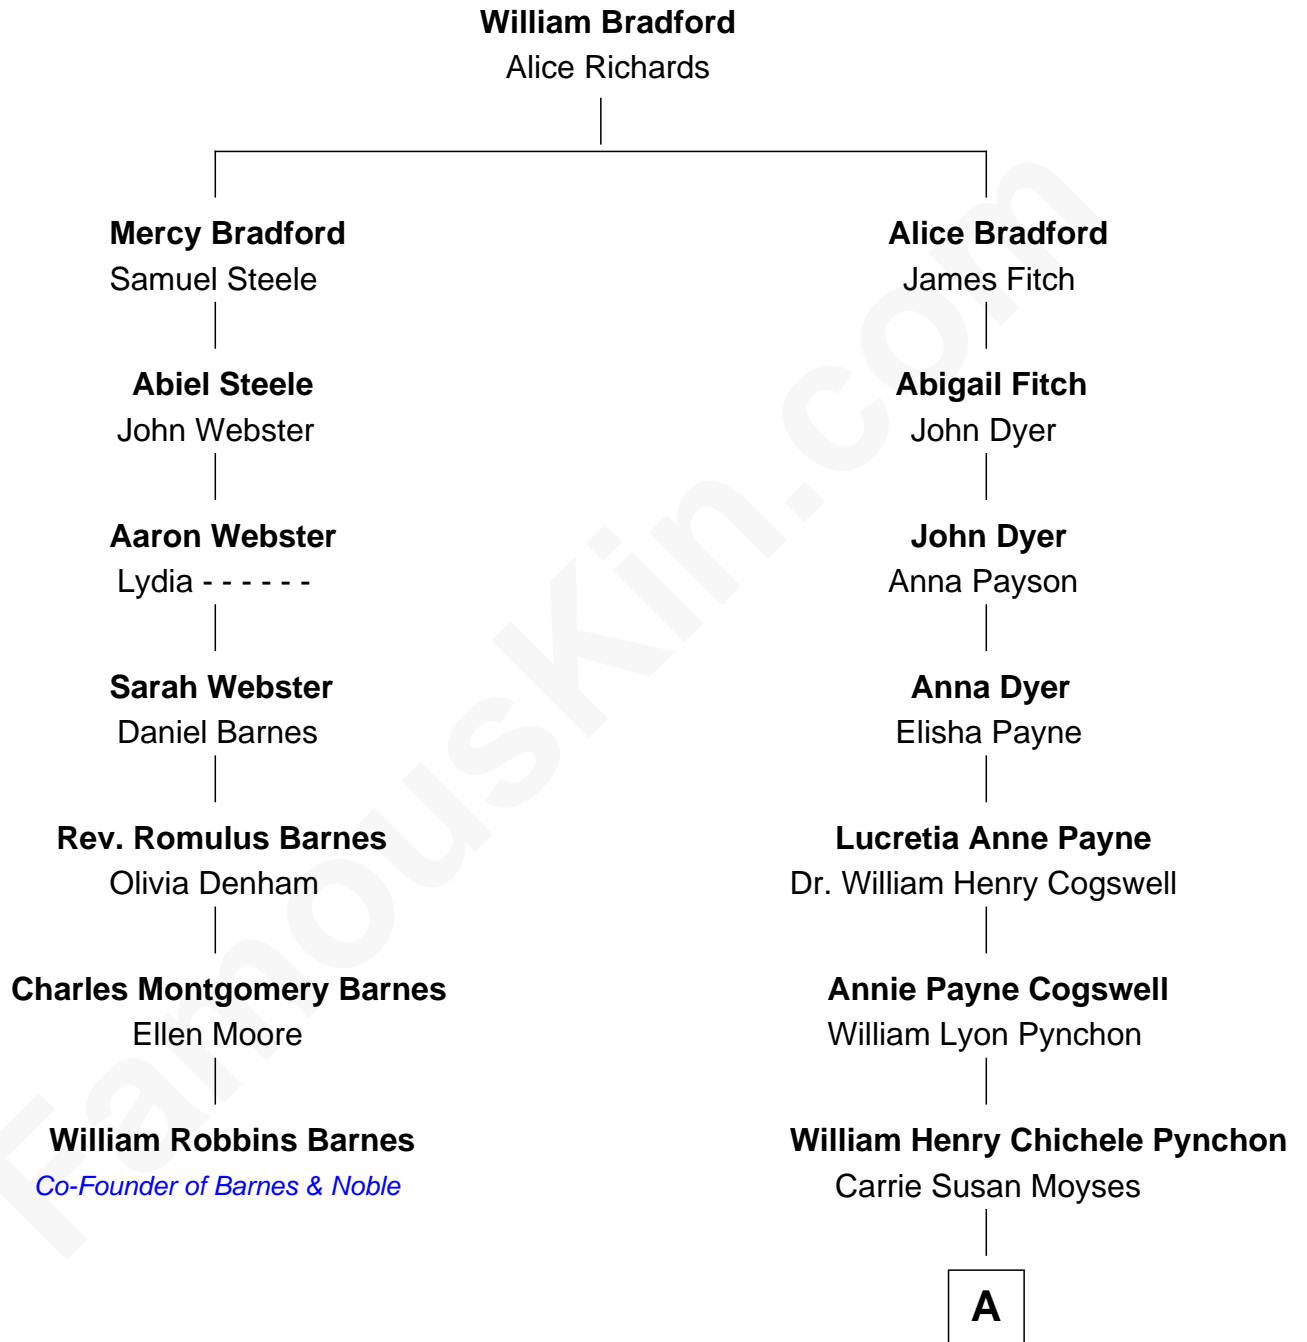 William Bradford
Alice Richards
Mercy Bradford
Samuel Steele
Alice Bradford
James Fitch
Abiel Steele
John Webster
Abigail Fitch
John Dyer
Aaron Webster
Lydia - - - - - -
John Dyer
Anna Payson
Sarah Webster
Daniel Barnes
Anna Dyer
Elisha Payne
Rev. Romulus Barnes
Olivia Denham
Lucretia Anne Payne
Dr. William Henry Cogswell
Charles Montgomery Barnes
Ellen Moore
Annie Payne Cogswell
William Lyon Pynchon
William Robbins Barnes
Co-Founder of Barnes & Noble
William Henry Chichele Pynchon
Carrie Susan Moyses
A
FamousKin.com